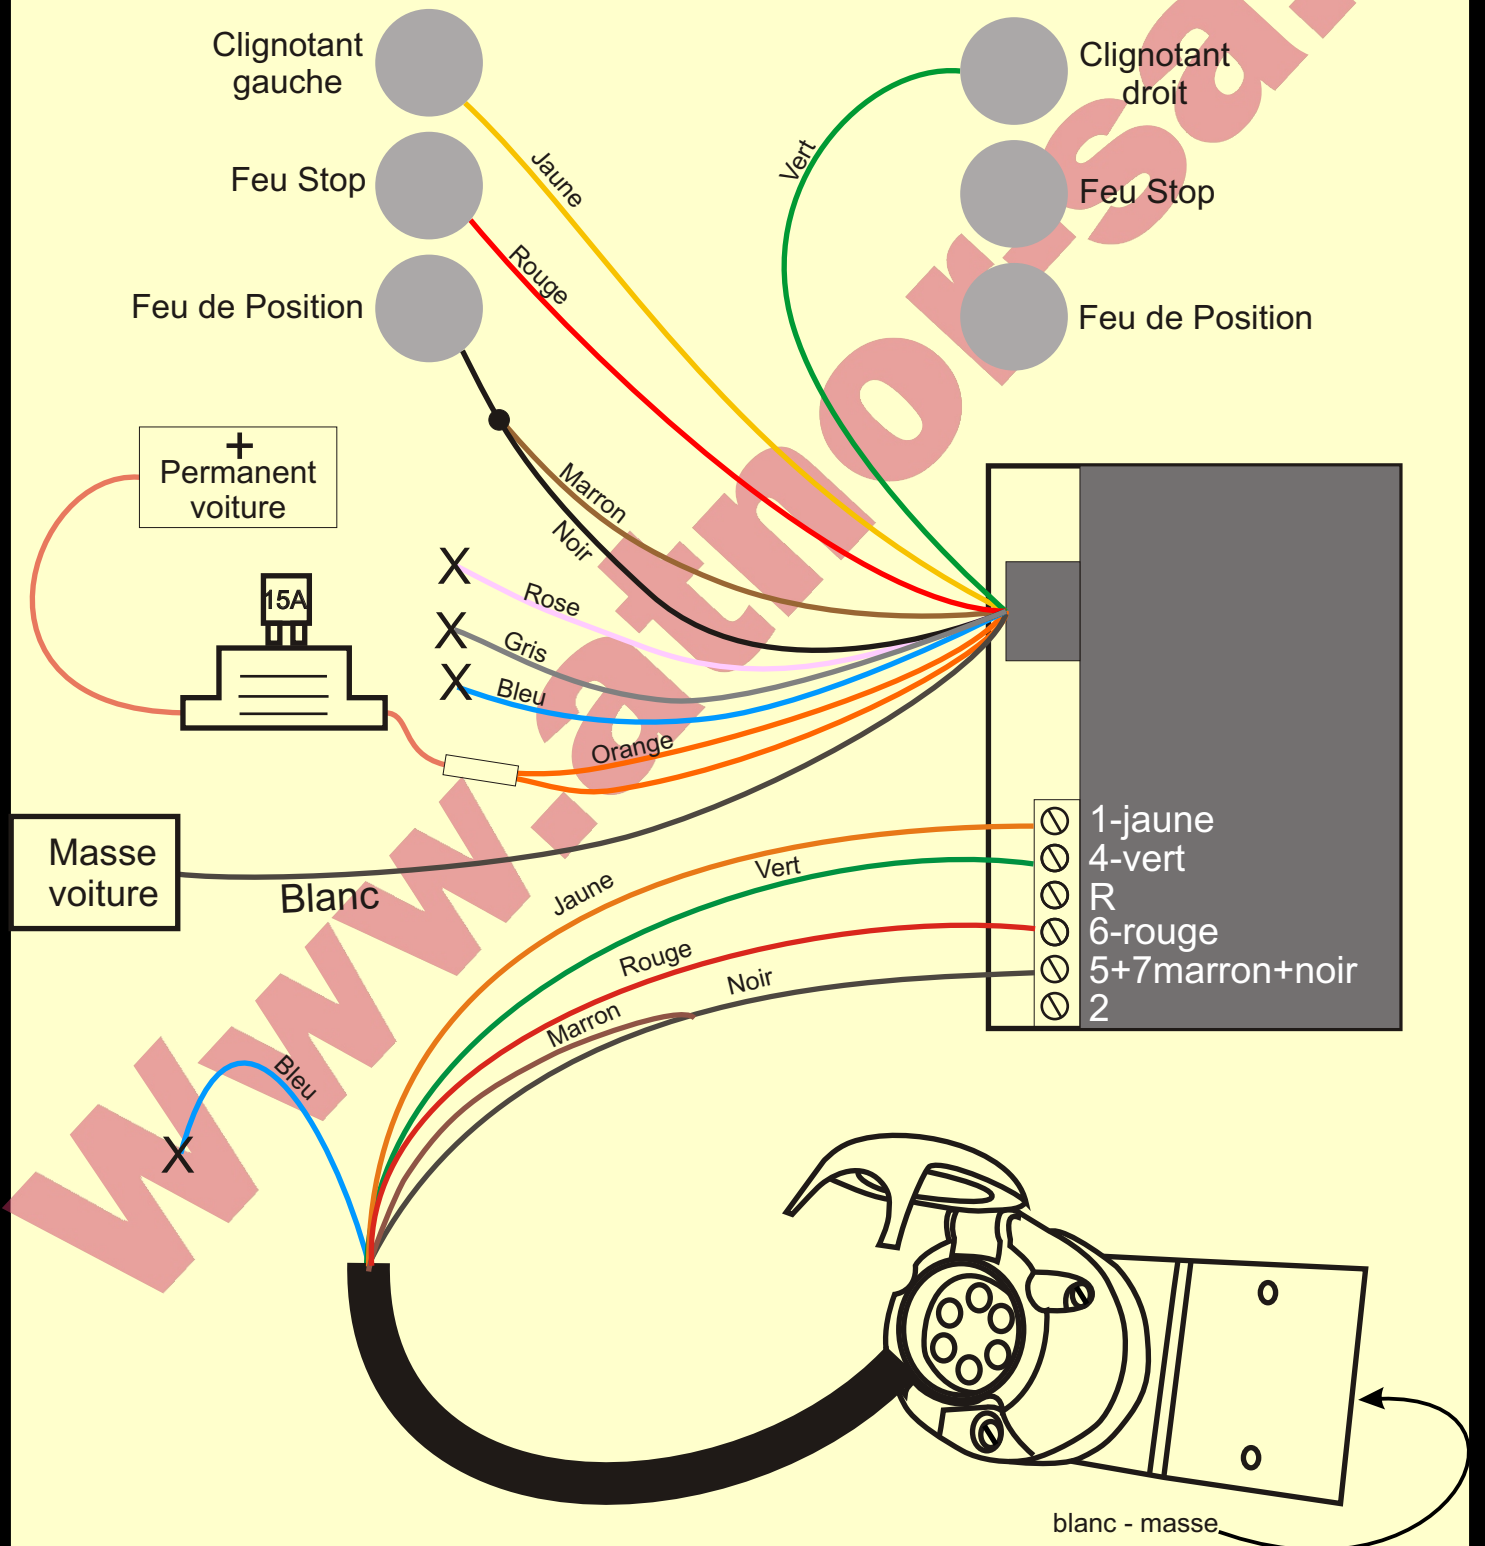 Clignotant
gauche
Clignotant
droit
Feu Stop
Feu Stop
Feu de Position
Feu de Position
Jaune
Vert
Rouge
+
Permanent
voiture
Marron
Noir
X
Rose
15A
X
Gris
X
Bleu
Orange
Masse
voiture
Blanc
1-jaune
4-vert
R
6-rouge
5+7marron+noir
2
Jaune
Vert
Rouge
Noir
Marron
Bleu
X
blanc - masse